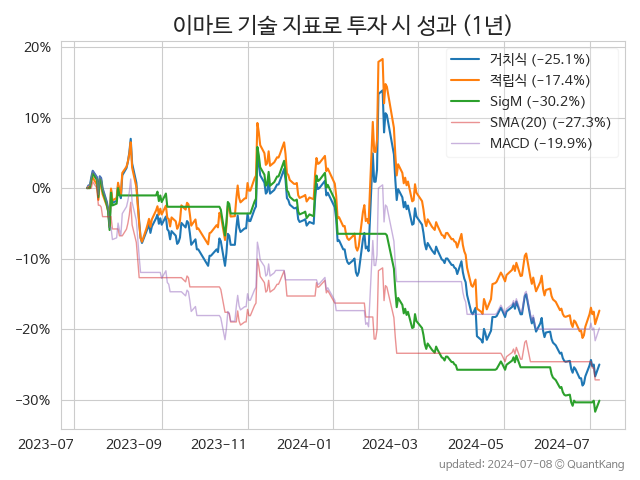 이마트 기술 지표로 투자 시 성과 (1년)
20%
10%
0%
−10%
−20%
−30%
거치식 (−25.1%)
적립식 (−17.4%)
SigM (−30.2%)
SMA(20) (−27.3%)
MACD (−19.9%)
2023-07
2023-09
2023-11
2024-01
2024-03
2024-05
2024-07
updated: 2024-07-08 © QuantKang